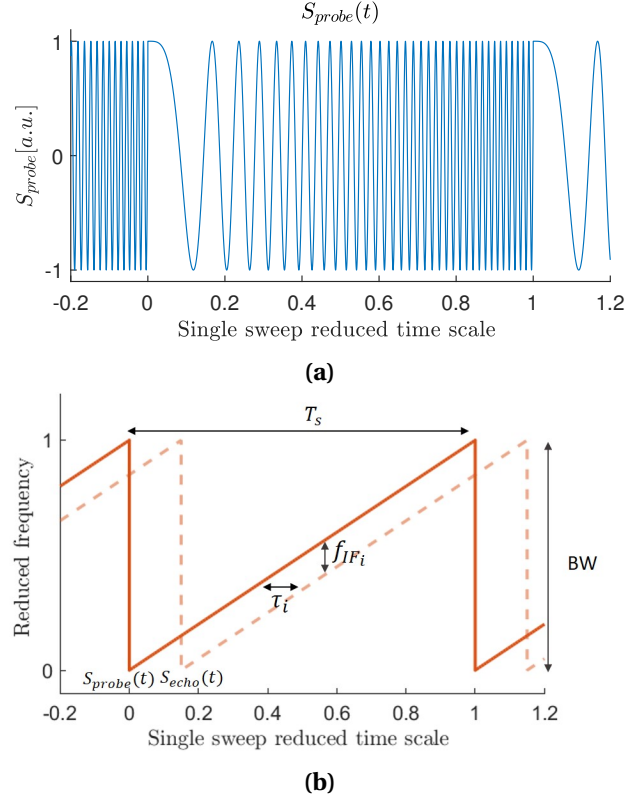 S_probe(t)
1
0
-1
S_probe[a.u.]
-0.2 0 0.2 0.4 0.6 0.8 1 1.2
Single sweep reduced time scale
(a)
T_s
1
f_IF_i
BW
τ_i
Reduced frequency
0
S_probe(t) S_echo(t)
-0.2 0 0.2 0.4 0.6 0.8 1 1.2
Single sweep reduced time scale
(b)